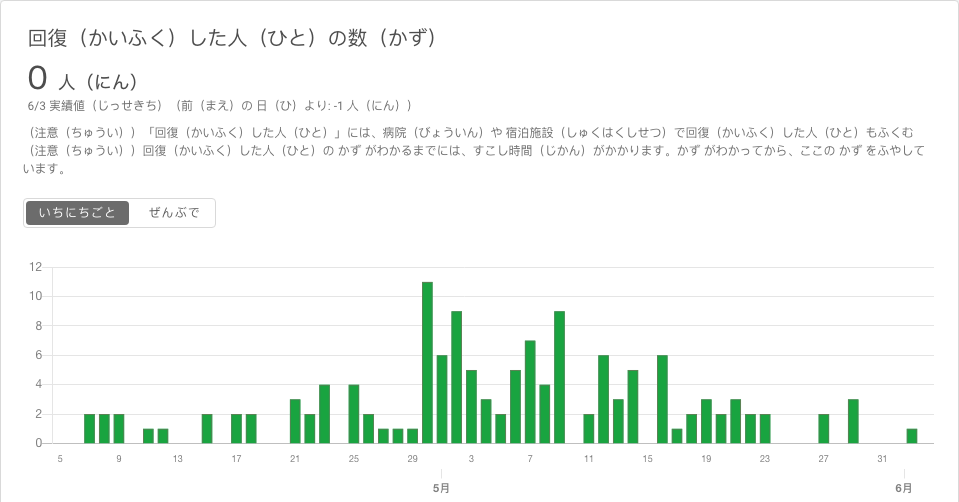 回復（かいふく）した人（ひと）の数（かず）
0 人（にん）
6/3 実績値（じっせきち）（前（まえ）の 日（ひ）より: -1 人（にん））
（注意（ちゅうい））「回復（かいふく）した人（ひと）」には、病院（びょういん）や 宿泊施設（しゅくはくしせつ）で回復（かいふく）した人（ひと）もふくむ
（注意（ちゅうい））回復（かいふく）した人（ひと）の かず がわかるまでには、すこし時間（じかん）がかかります。かず がわかってから、ここの かず をふやして
います。
いちにちごと ぜんぶで
12
10
8
6
4
2
0
5 9 13 17 21 25 29 3 7 11 15 19 23 27 31
5月 6月